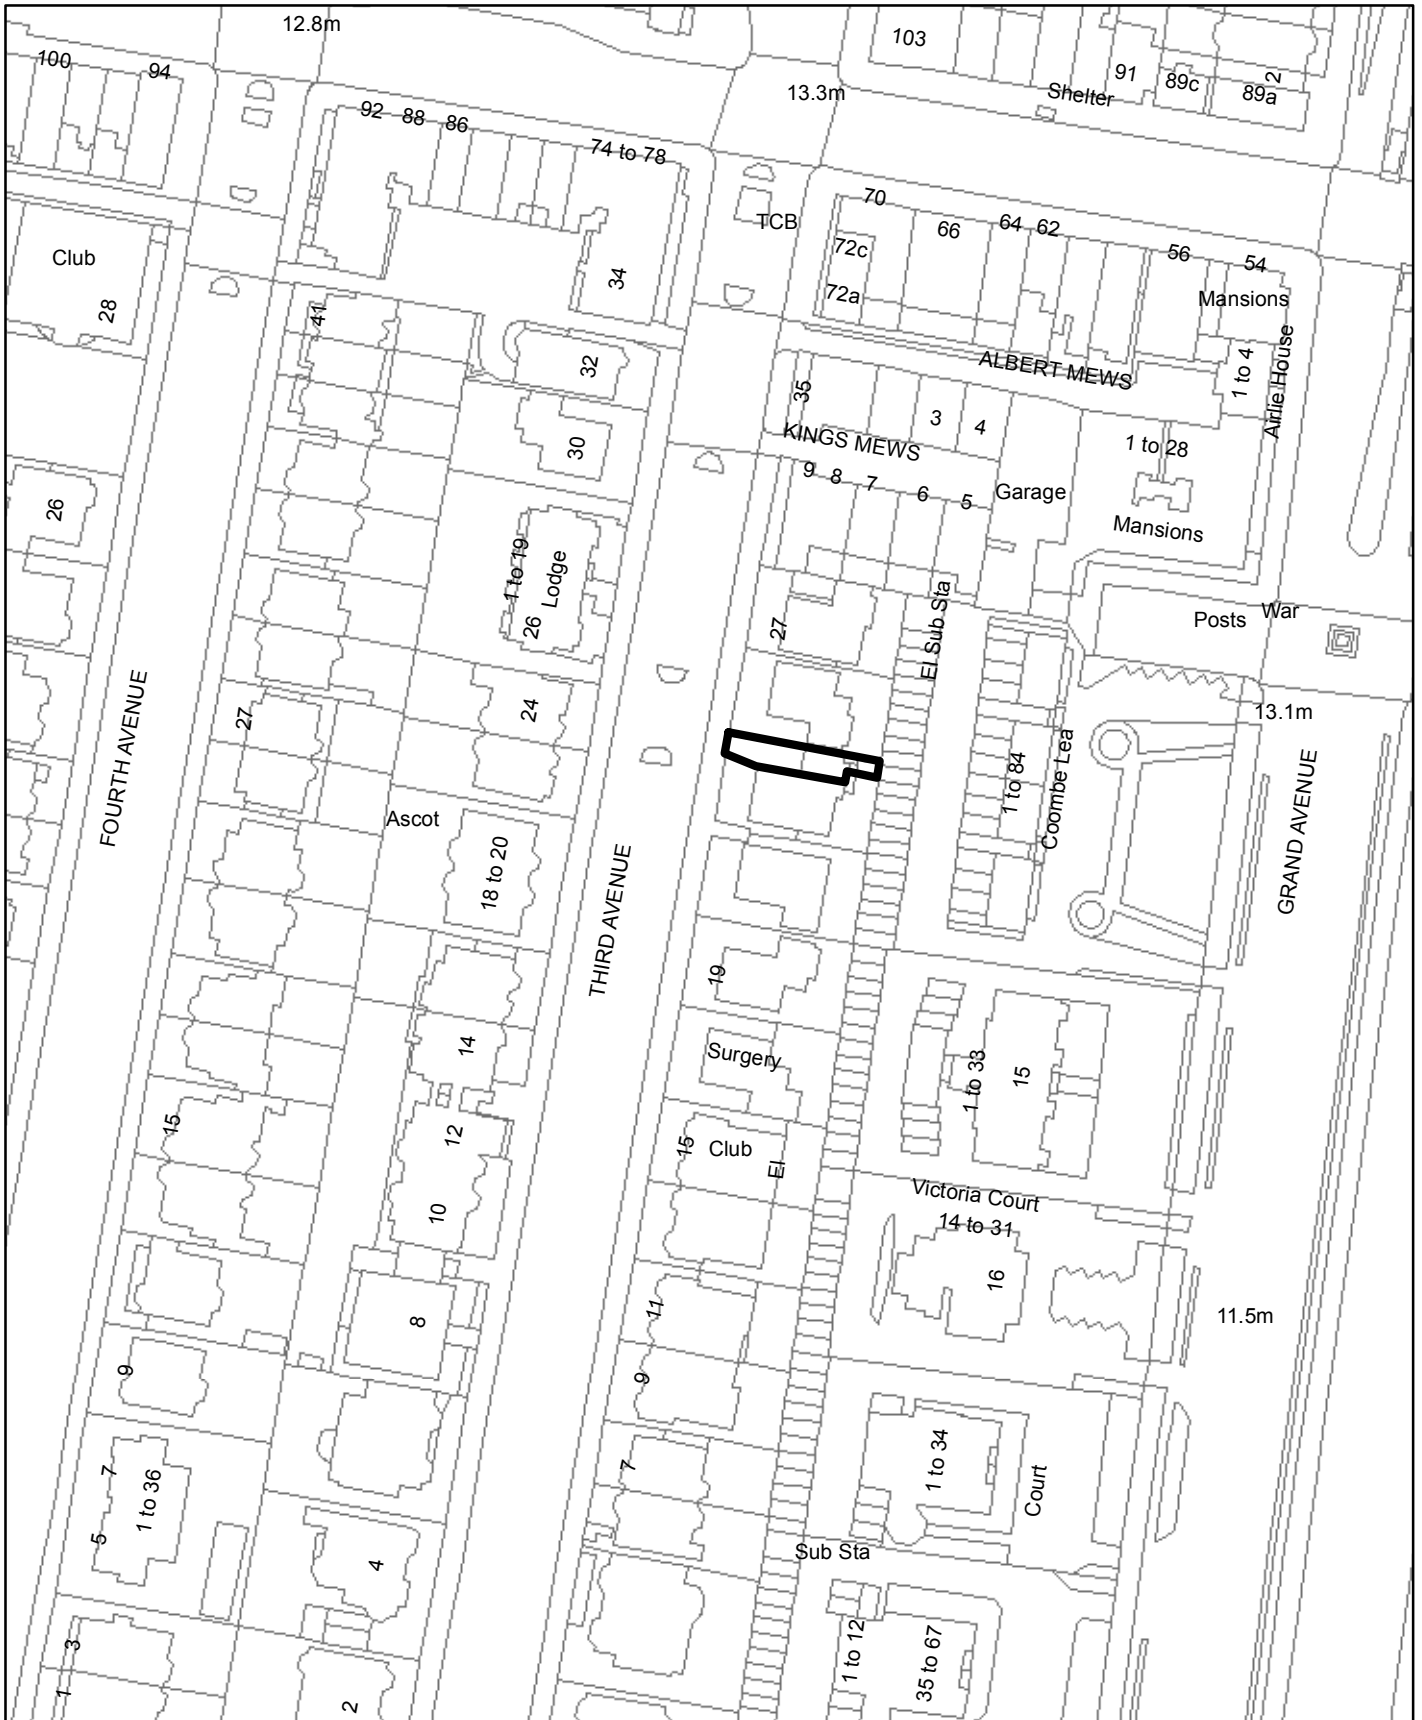 12.8m
103
100
94
91
89c
2
89a
13.3m
Shelter
92
88
86
74 to 78
70
TCB
66
64
62
72c
56
54
Club
34
28
72a
Mansions
41
32
ALBERT MEWS
1 to 4
Airlie House
35
3
4
30
KINGS MEWS
1 to 28
9
8
7
6
5
Garage
26
Mansions
1 to 19
Lodge
26
27
El Sub Sta
Posts
War
24
27
13.1m
FOURTH AVENUE
1 to 84
Coombe Lea
GRAND AVENUE
Ascot
18 to 20
THIRD AVENUE
19
14
Surgery
1 to 33
15
15
12
15
Club
El
10
Victoria Court
14 to 31
16
11
8
11.5m
9
9
7
1 to 36
7
1 to 34
Court
5
4
Sub Sta
3
1
2
1 to 12
35 to 67